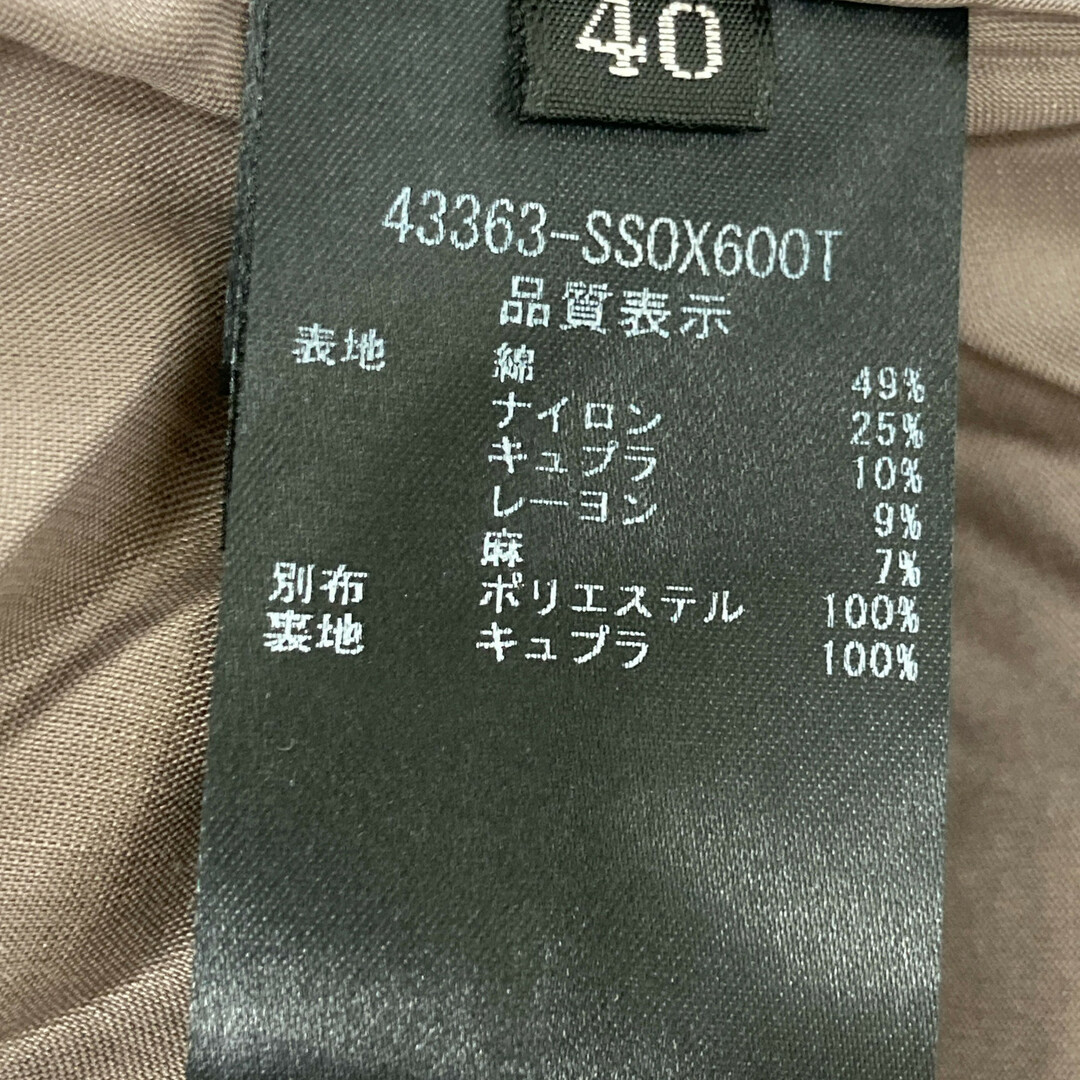 40
43363-SSOX600T
品質表示
表地 綿 49%
ナイロン 25%
キュプラ 10%
レーヨン 9%
麻 7%
別布 ポリエステル 100%
裏地 キュプラ 100%